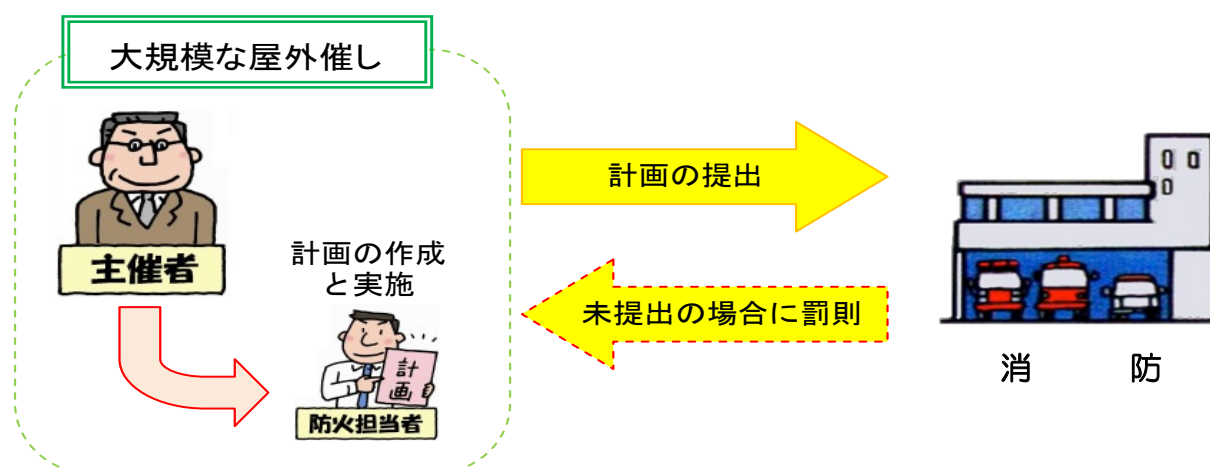 大規模な屋外催し
主催者
計画の作成
と実施
計
画
防火担当者
計画の提出
未提出の場合に罰則
消　防